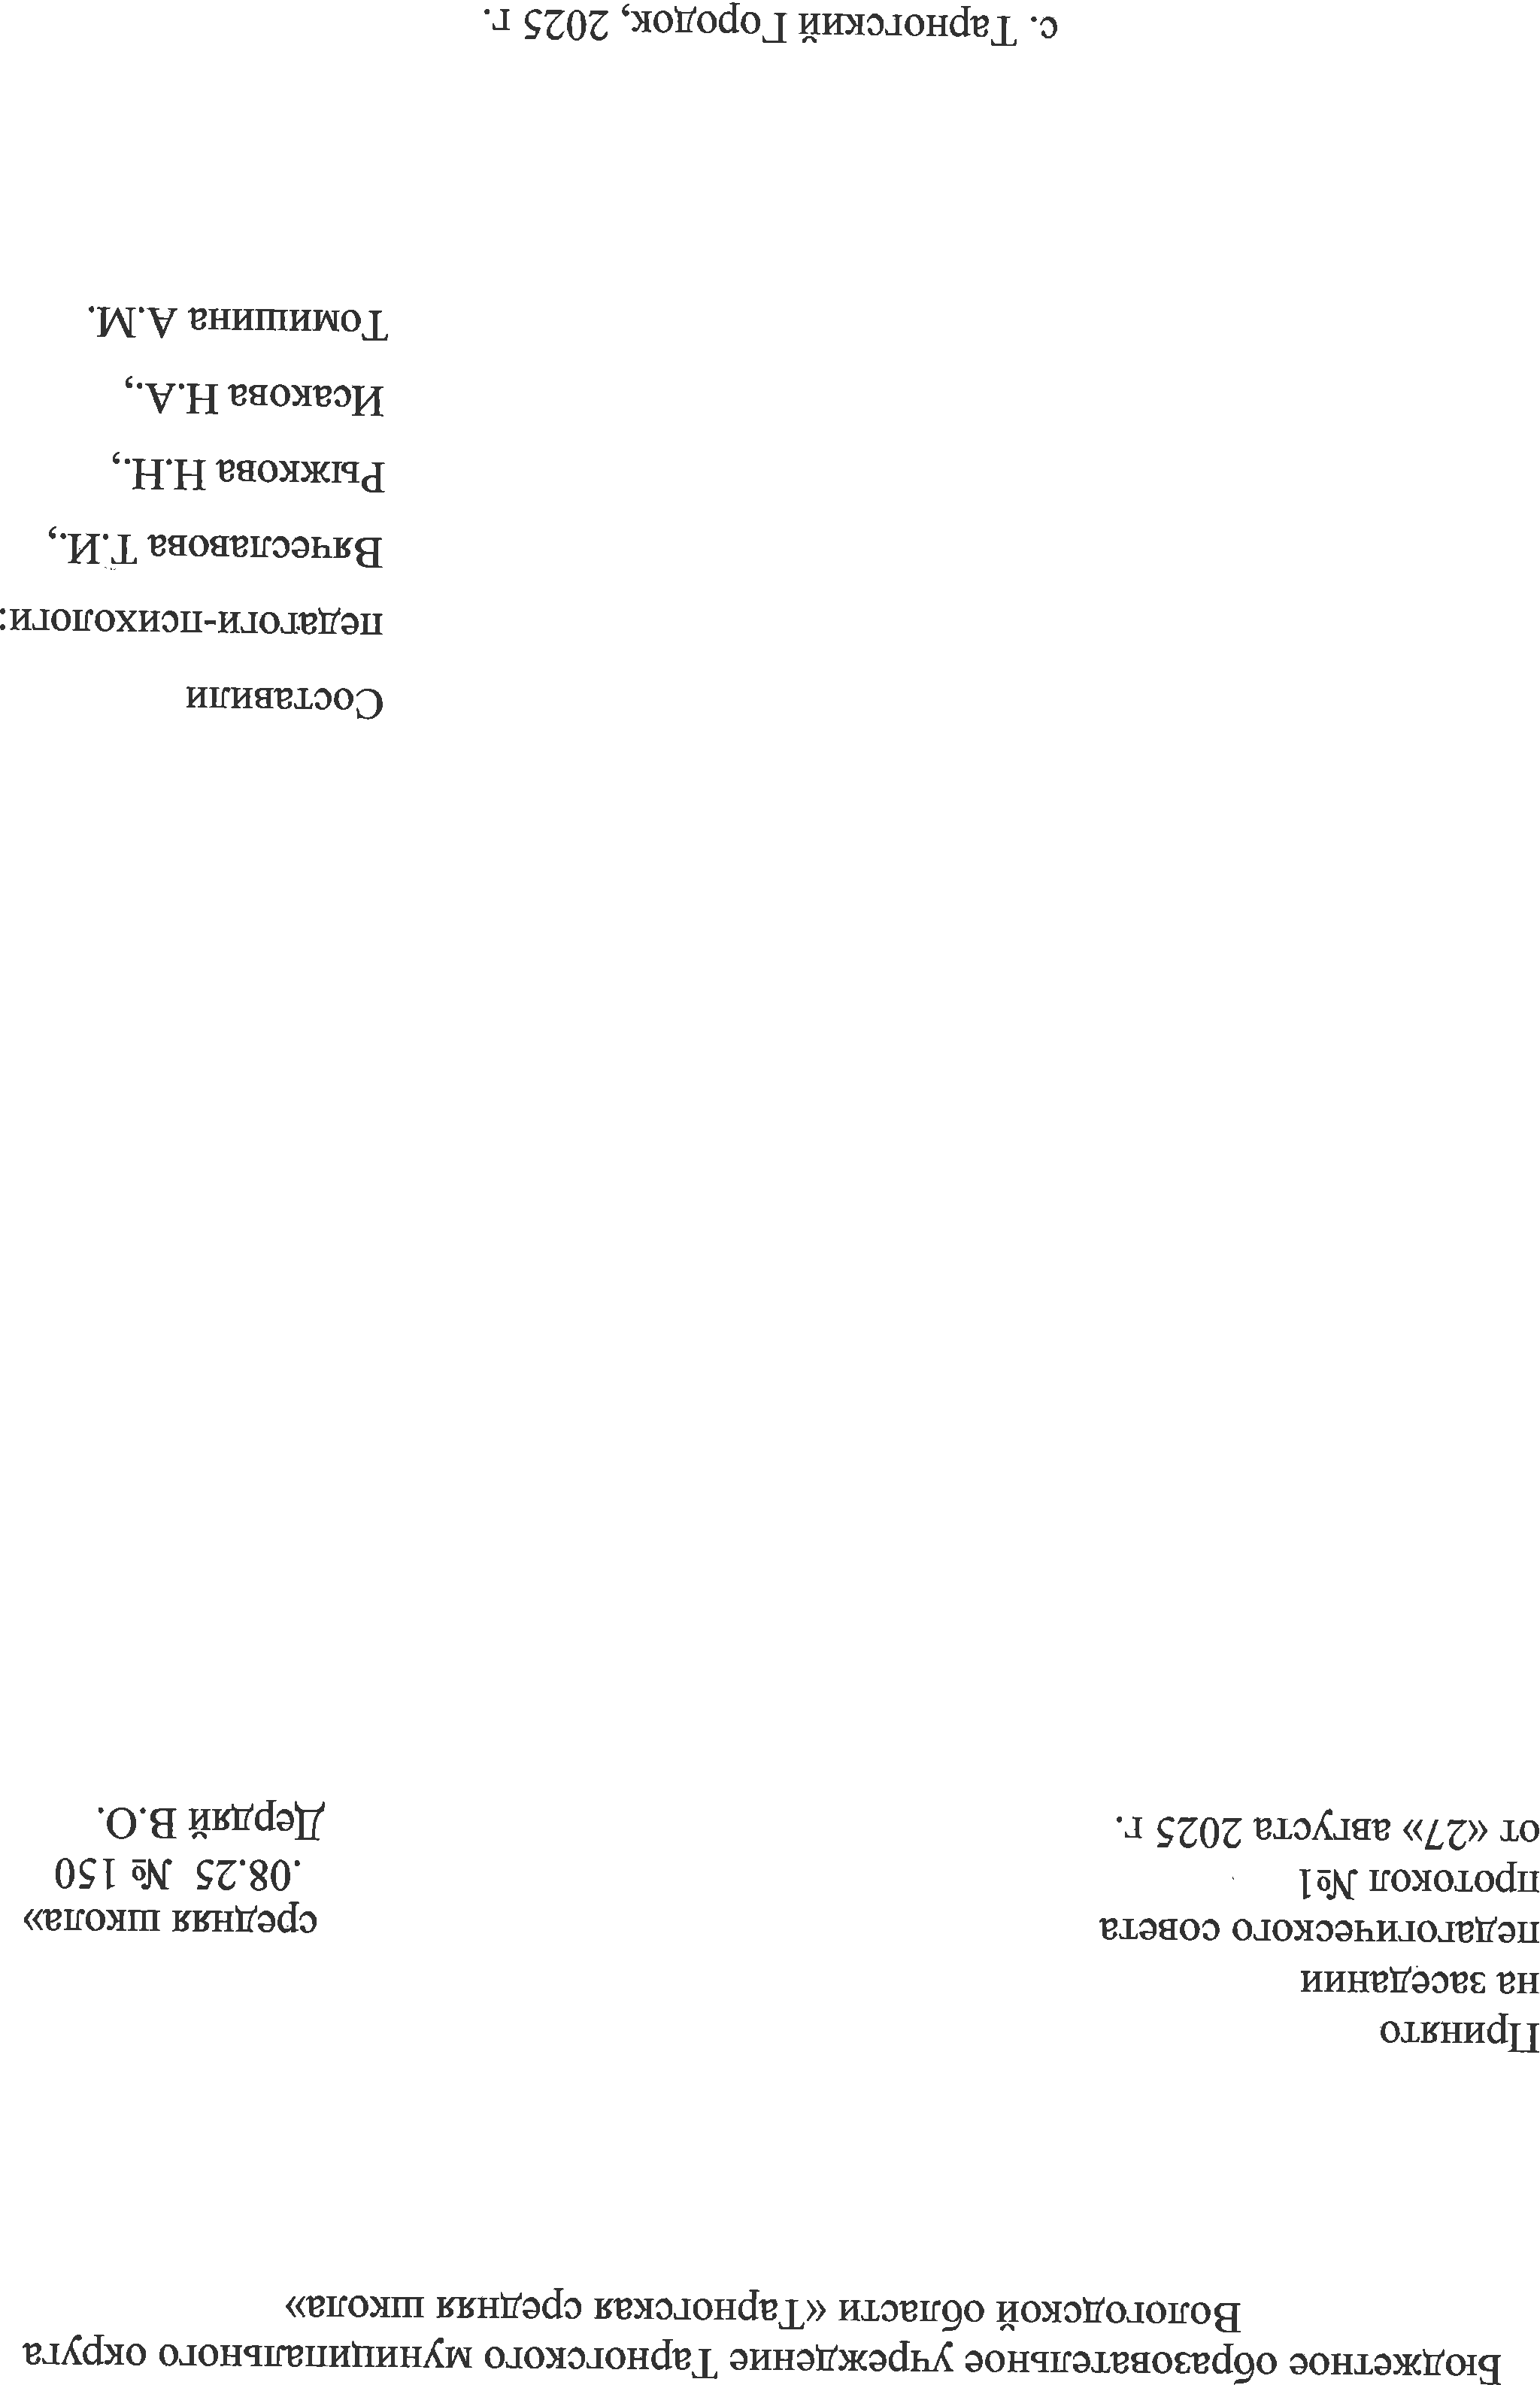 Бюджетное образовательное учреждение Тарногского муниципального округа
Вологодской области «Тарногская средняя школа»
Принято
на заседании
педагогического совета
протокол №1
от «27» августа 2025 г.
средняя школа»
.08.25 № 150
Дердяй В.О.
Составили
педагоги-психологи:
Вячеславова Т.И.,
Рыжкова Н.Н.,
Исакова Н.А.,
Томишина А.М.
с. Тарногский Городок, 2025 г.